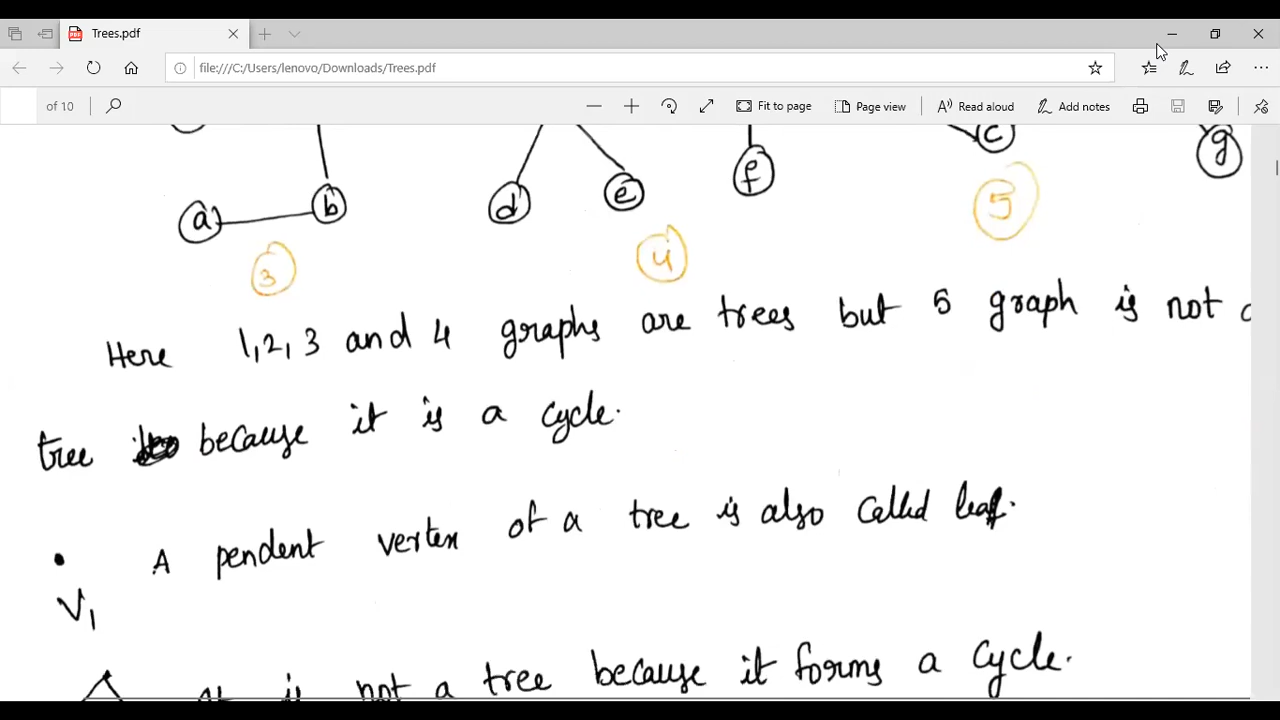 Trees.pdf
file:///C:/Users/lenovo/Downloads/Trees.pdf
of 10
Fit to page
Page view
Read aloud
Add notes
c
g
f
a
b
d
e
5
3
4
Here 1,2,3 and 4 graphs are trees but 5 graph is not a
tree because it is a cycle.
A pendent vertex of a tree is also called leaf.
V1
It is not a tree because it forms a cycle.